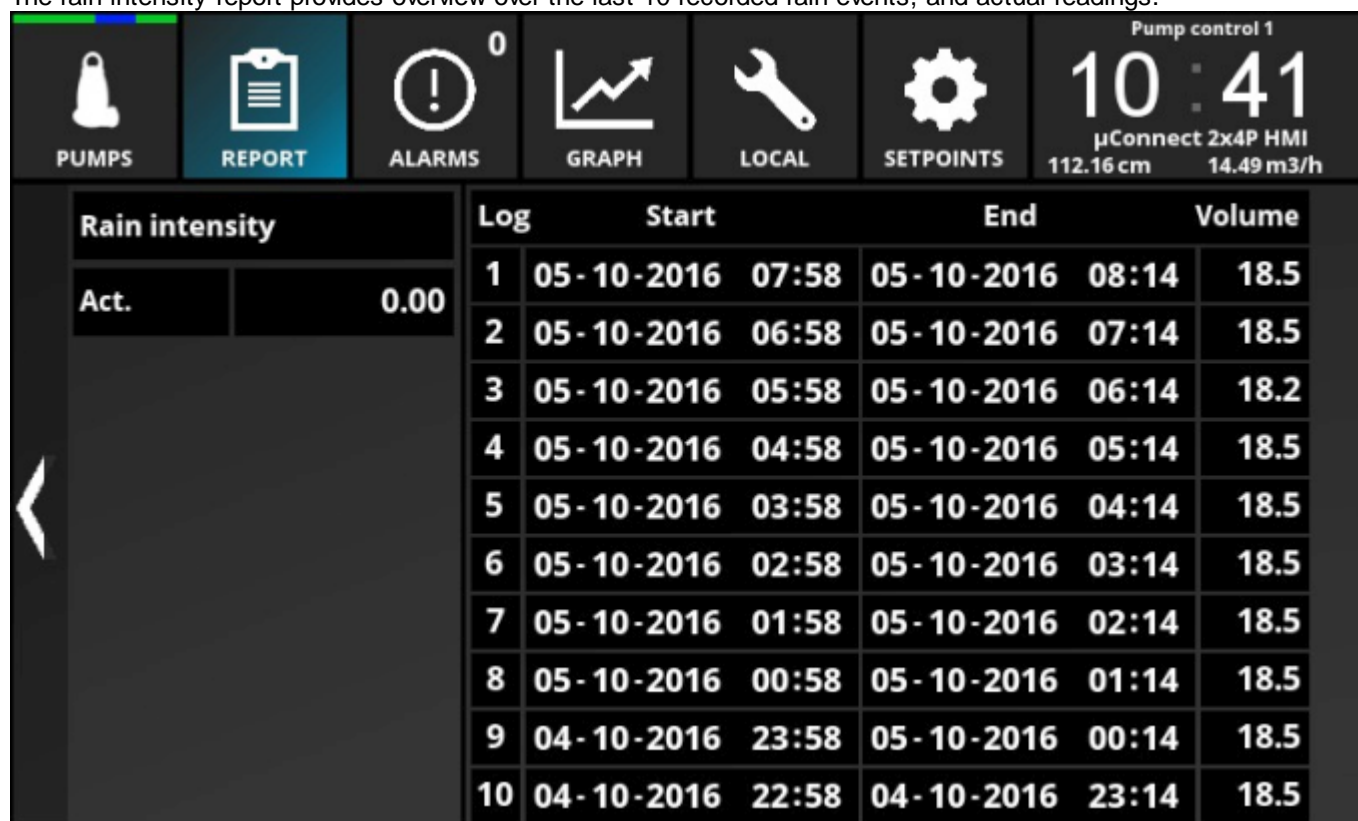 The rain intensity report provides overview over the last 10 recorded rain events, and actual readings.
Pump control 1
0
10:41
µConnect 2x4P HMI
PUMPS REPORT ALARMS GRAPH LOCAL SETPOINTS 112.16 cm 14.49 m3/h
Rain intensity
Act. 0.00
Log Start End Volume
1 05-10-2016 07:58 05-10-2016 08:14 18.5
2 05-10-2016 06:58 05-10-2016 07:14 18.5
3 05-10-2016 05:58 05-10-2016 06:14 18.2
4 05-10-2016 04:58 05-10-2016 05:14 18.5
5 05-10-2016 03:58 05-10-2016 04:14 18.5
6 05-10-2016 02:58 05-10-2016 03:14 18.5
7 05-10-2016 01:58 05-10-2016 02:14 18.5
8 05-10-2016 00:58 05-10-2016 01:14 18.5
9 04-10-2016 23:58 05-10-2016 00:14 18.5
10 04-10-2016 22:58 04-10-2016 23:14 18.5